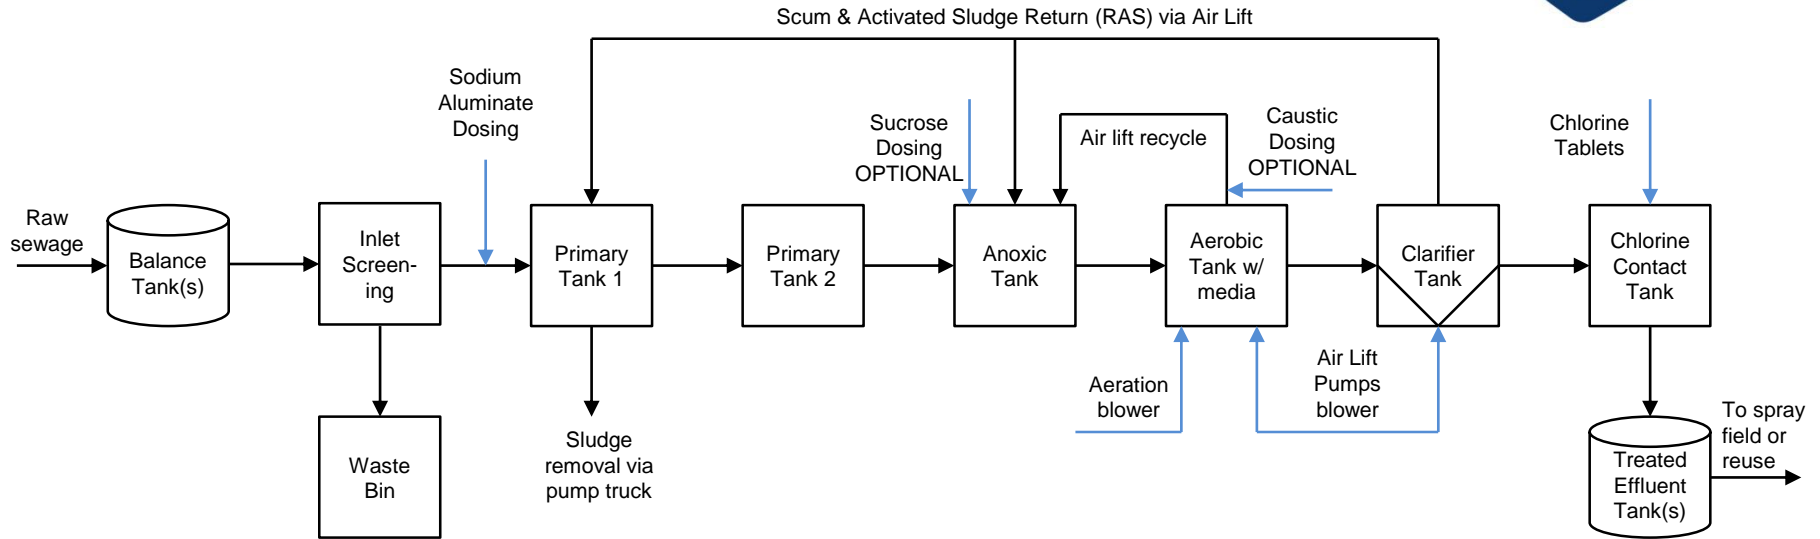 Scum & Activated Sludge Return (RAS) via Air Lift
Sodium
Aluminate
Dosing
Sucrose
Dosing
OPTIONAL
Air lift recycle
Caustic
Dosing
OPTIONAL
Chlorine
Tablets
Raw
sewage
Balance
Tank(s)
Inlet
Screen-
ing
Primary
Tank 1
Primary
Tank 2
Anoxic
Tank
Aerobic
Tank w/
media
Clarifier
Tank
Chlorine
Contact
Tank
Waste
Bin
Sludge
removal via
pump truck
Aeration
blower
Air Lift
Pumps
blower
Treated
Effluent
Tank(s)
To spray
field or
reuse